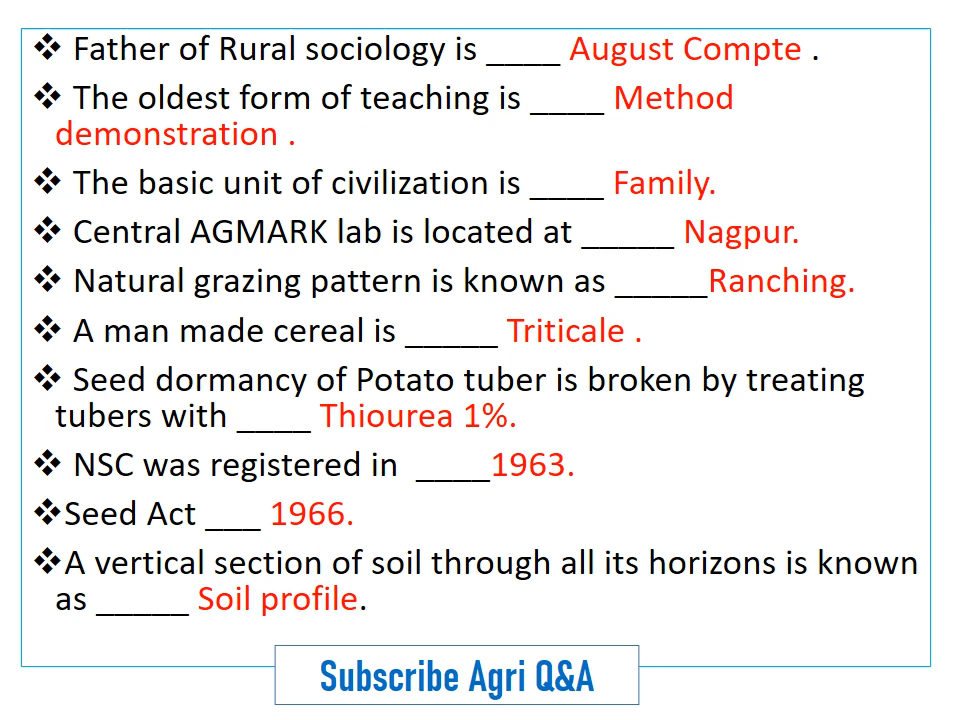 ❖ Father of Rural sociology is ____ August Compte .
❖ The oldest form of teaching is ____ Method
demonstration .
❖ The basic unit of civilization is ____ Family.
❖ Central AGMARK lab is located at _____ Nagpur.
❖ Natural grazing pattern is known as _____Ranching.
❖ A man made cereal is _____ Triticale .
❖ Seed dormancy of Potato tuber is broken by treating
tubers with ____ Thiourea 1%.
❖ NSC was registered in ____1963.
❖Seed Act ___ 1966.
❖A vertical section of soil through all its horizons is known
as _____ Soil profile.
Subscribe Agri Q&A